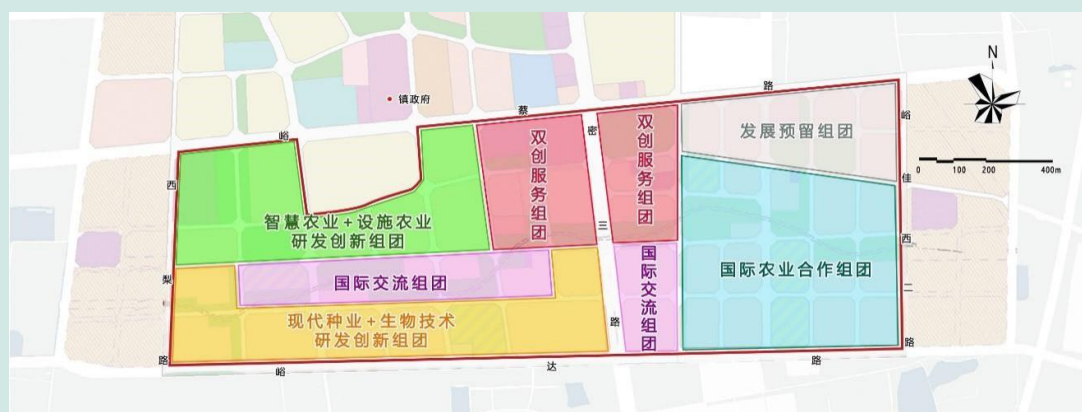 N
镇政府
峪蔡路
发展预留组团
峪佳西二路
0 100 200 400m
双创服务组团
密三路
双创服务组团
西梨路
智慧农业+设施农业
研发创新组团
国际交流组团
国际交流组团
国际农业合作组团
现代种业+生物技术
研发创新组团
峪达路